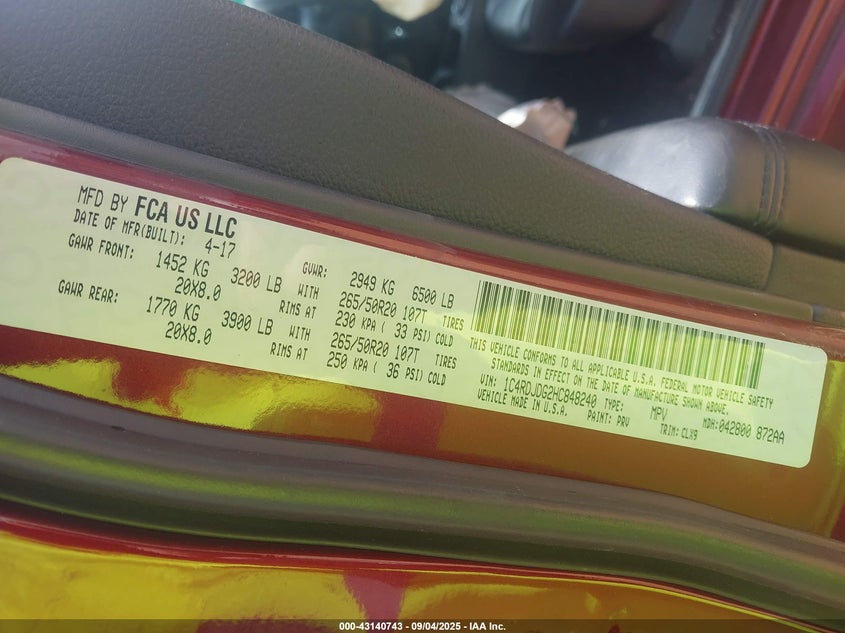 MFD BY FCA US LLC
DATE OF MFR(BUILT): 4-17
GVWR: 2949 KG 6500 LB
GAWR FRONT: 1452 KG 3200 LB WITH 265/50R20 107T TIRES
20X8.0 RIMS AT 230 KPA ( 33 PSI) COLD
GAWR REAR: 1770 KG 3900 LB WITH 265/50R20 107T TIRES
20X8.0 RIMS AT 250 KPA ( 36 PSI) COLD
THIS VEHICLE CONFORMS TO ALL APPLICABLE U.S.A. FEDERAL MOTOR VEHICLE SAFETY
STANDARDS IN EFFECT ON THE DATE OF MANUFACTURE SHOWN ABOVE.
VIN: 1C4RDJDG2HC848240 TYPE: MPV MDH:042800 872AA
VEHICLE MADE IN U.S.A. PAINT: PRV TRIM: CLX9
000-43140743 - 09/04/2025 - IAA Inc.